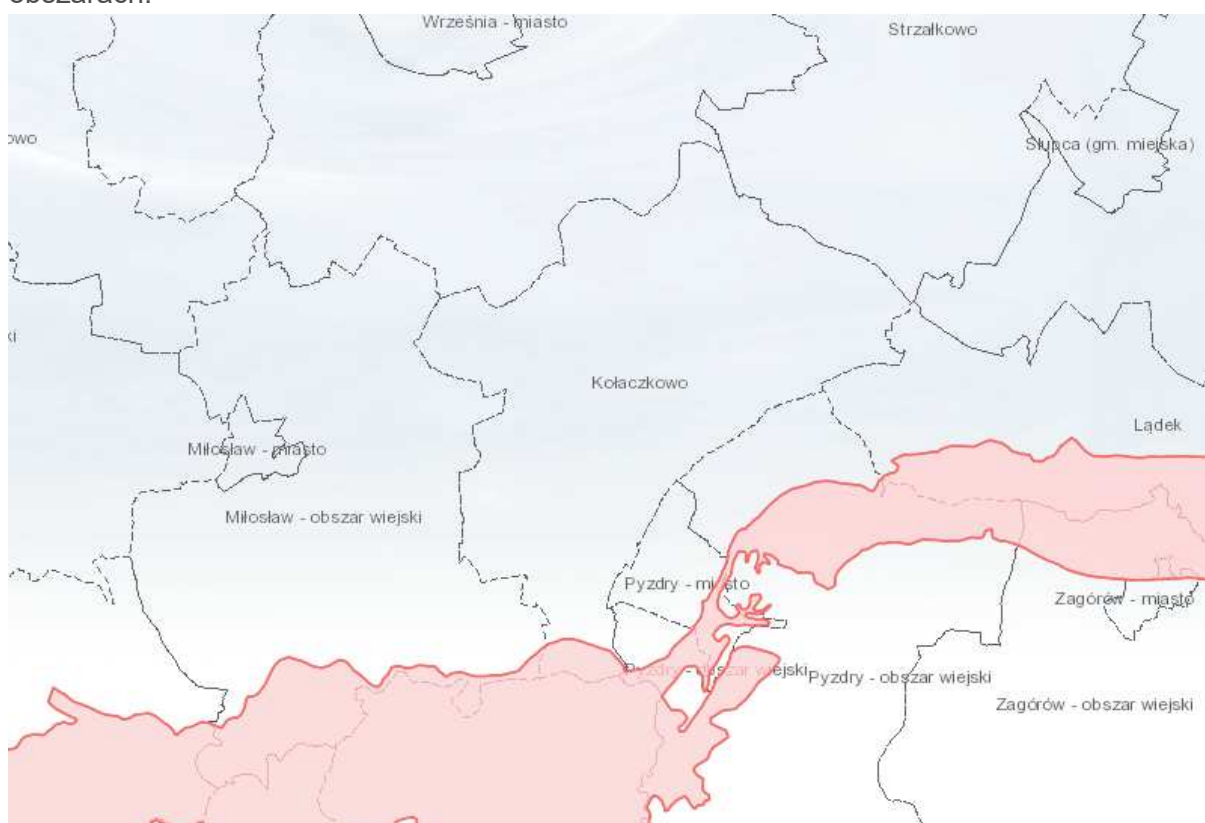 Września - miasto
Strzałkowo
Słupca (gm. miejska)
Kołaczkowo
Lądek
Miłosław - miasto
Miłosław - obszar wiejski
Pyzdry - miasto
Zagórów - miasto
Pyzdry - obszar wiejski
Pyzdry - obszar wiejski
Zagórów - obszar wiejski